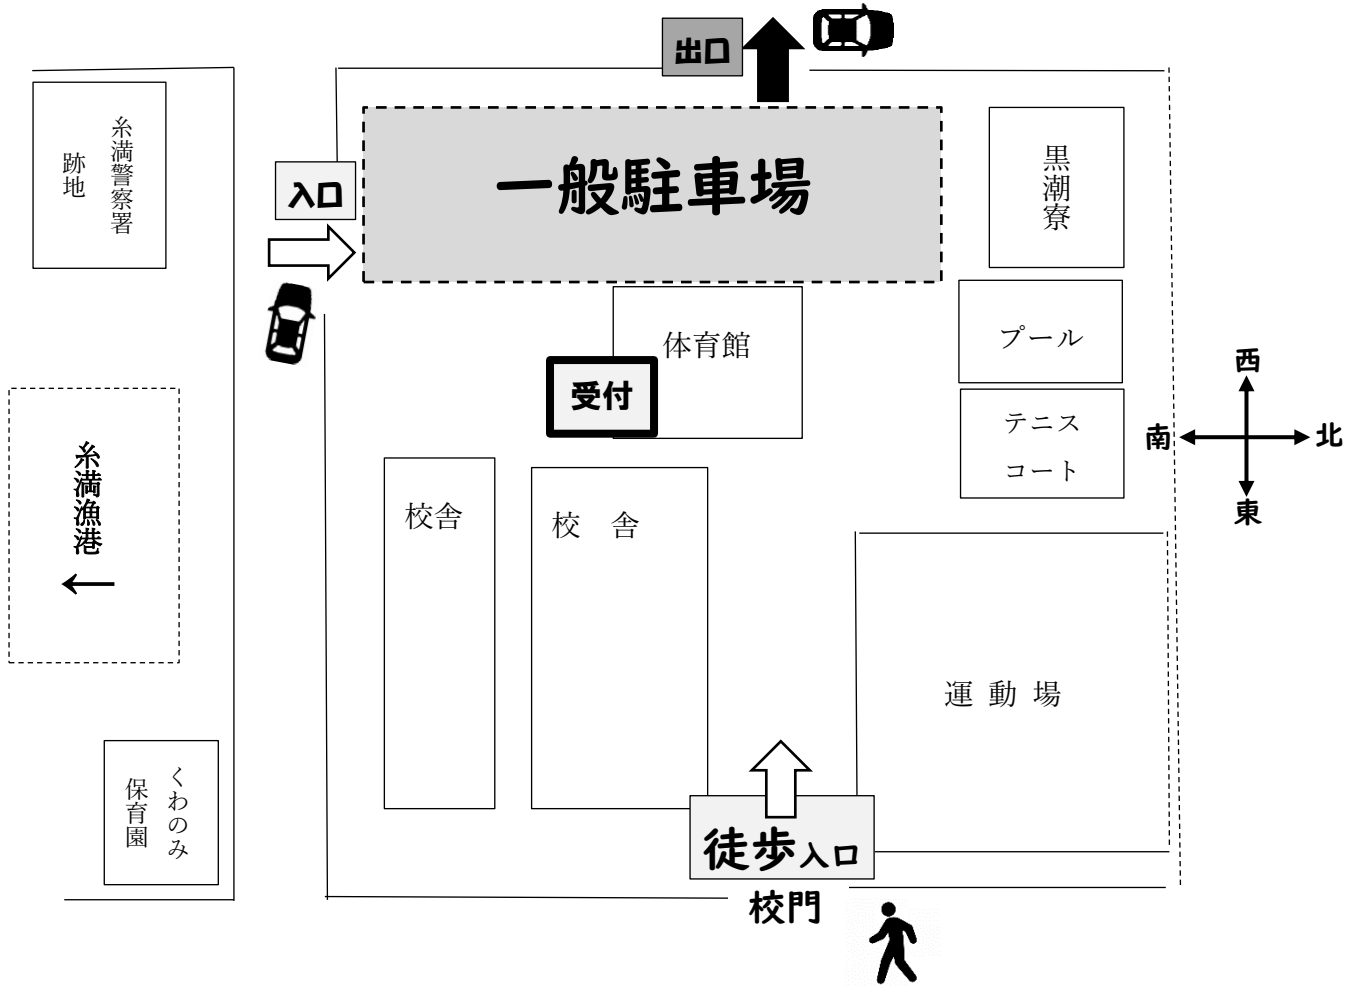 出口
糸満警察署
跡地
入口
一般駐車場
黒潮寮
体育館
プール
受付
テニス
コート
西
南
北
東
糸満漁港
校舎
校　舎
運 動 場
くわのみ
保育園
徒歩入口
校門